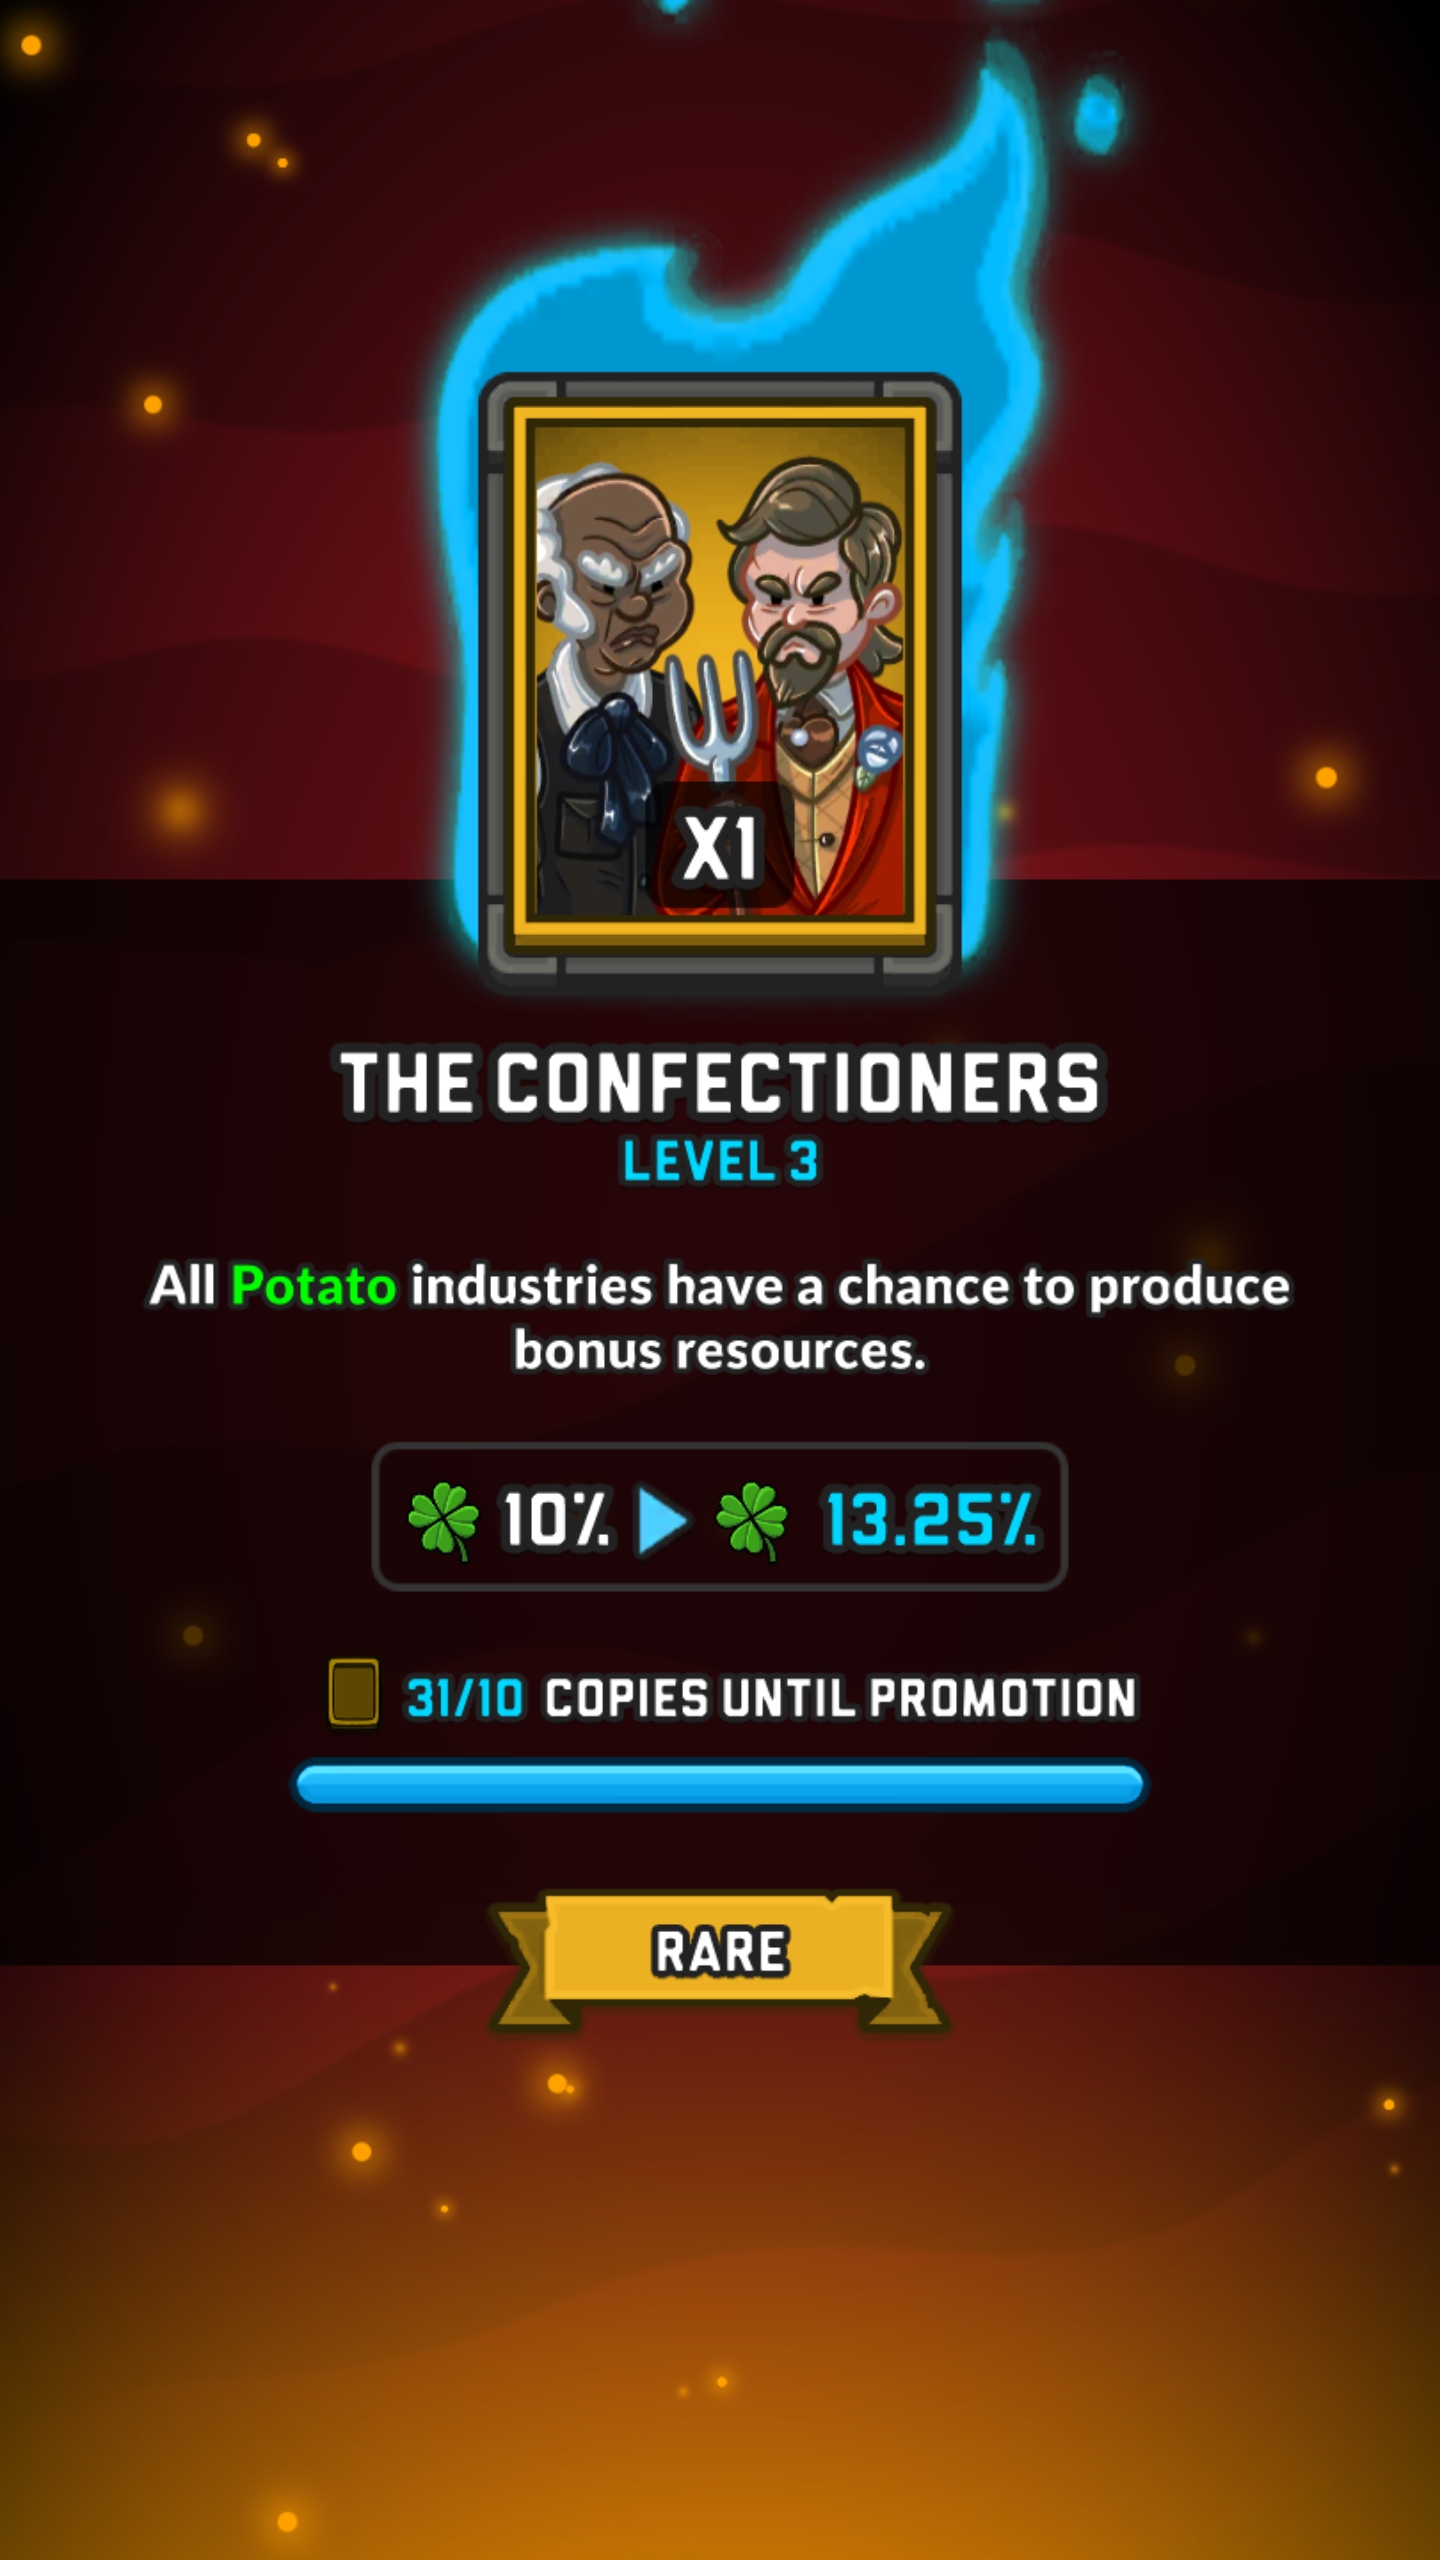 X1
THE CONFECTIONERS
LEVEL 3
All Potato industries have a chance to produce
bonus resources.
10% 13.25%
31/10 COPIES UNTIL PROMOTION
RARE